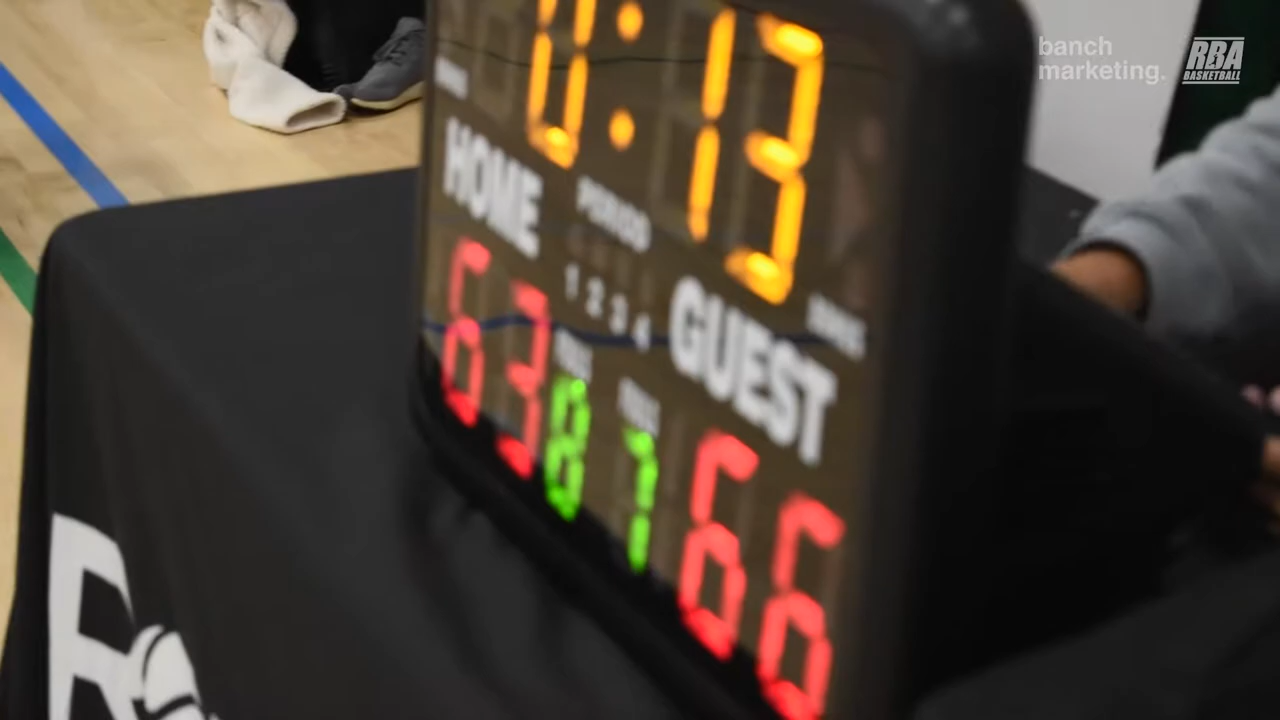 banch
marketing.
RBA
BASKETBALL
0:13
HOME
PERIOD
1 2 3 4
GUEST
63
8
7
66
R